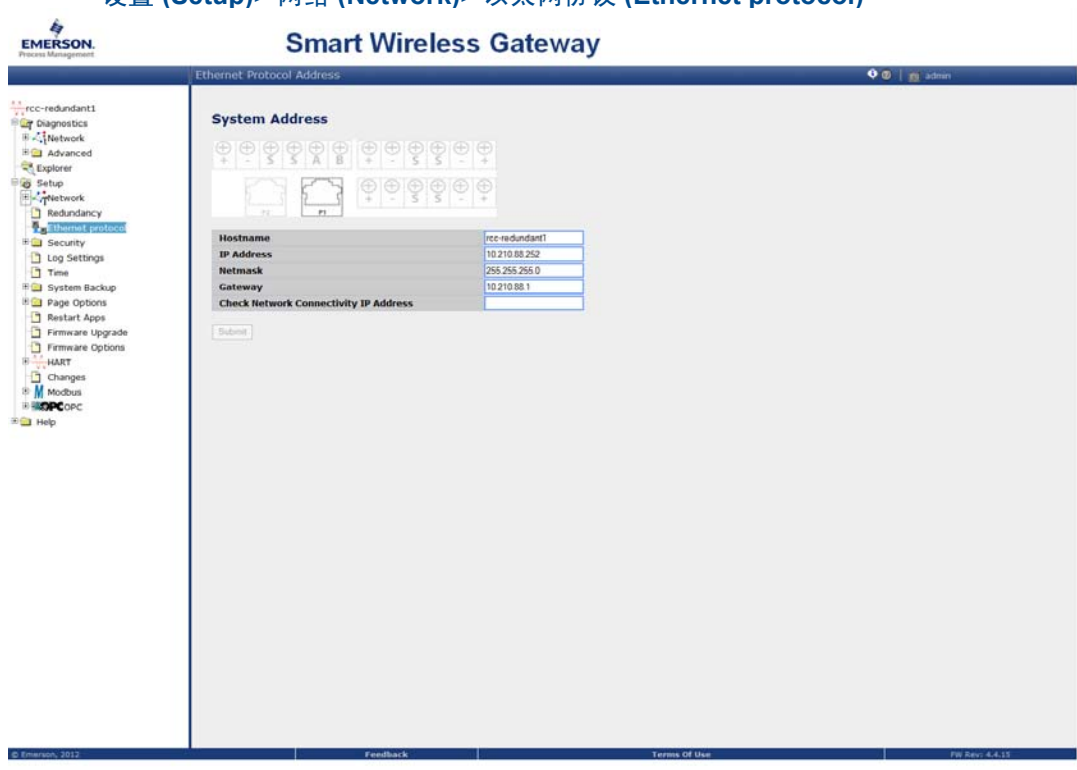 设置 (Setup)> 网络 (Network)> 以太网协议 (Ethernet protocol)
EMERSON.
Process Management
Smart Wireless Gateway
Ethernet Protocol Address
admin
rcc-redundant1
Diagnostics
Network
Advanced
Explorer
Setup
Network
Redundancy
Ethernet protocol
Security
Log Settings
Time
System Backup
Page Options
Restart Apps
Firmware Upgrade
Firmware Options
HART
Changes
M Modbus
OPC OPC
Help
System Address
+ - S S A B + - S S - +
P2 P1 + - S S - +
Hostname rcc-redundant1
IP Address 10.210.88.252
Netmask 255.255.255.0
Gateway 10.210.88.1
Check Network Connectivity IP Address
Submit
© Emerson, 2012 Feedback Terms Of Use FW Rev: 4.4.15